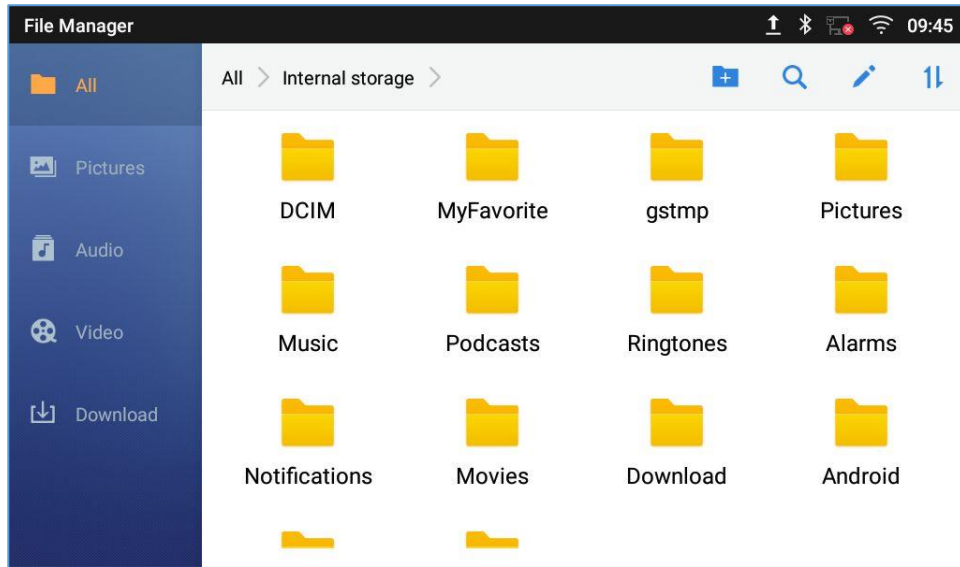 File Manager 09:45
All
All Internal storage
Pictures
Audio
Video
Download
DCIM MyFavorite gstmp Pictures
Music Podcasts Ringtones Alarms
Notifications Movies Download Android